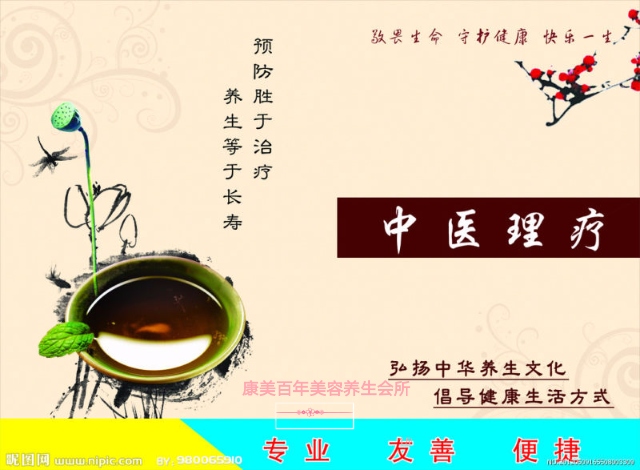 敬畏生命 守护健康 快乐一生
预防胜于治疗
养生等于长寿
中医理疗
弘扬中华养生文化
倡导健康生活方式
康美百年美容养生会所
专业 友善 便捷
昵图网
www.nipic.com
BY: 980065910